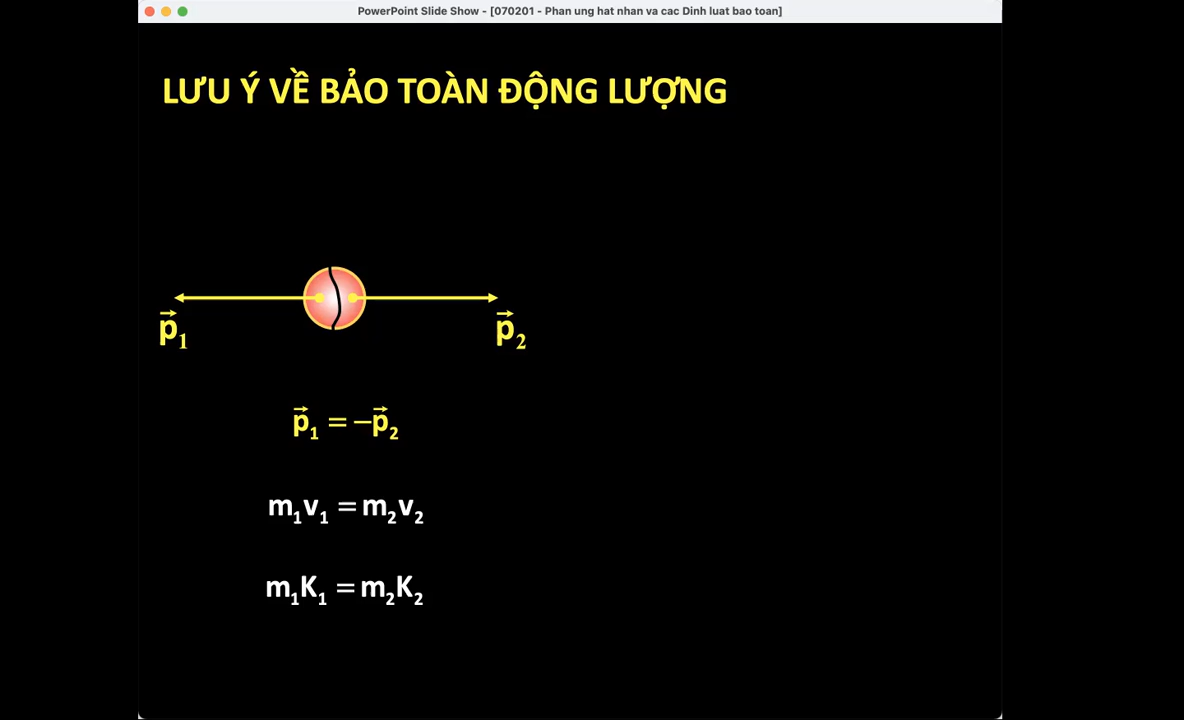 PowerPoint Slide Show - [070201 - Phan ung hat nhan va cac Dinh luat bao toan]
LƯU Ý VỀ BẢO TOÀN ĐỘNG LƯỢNG
p⃗₁ p⃗₂
p⃗₁ = −p⃗₂
m₁v₁ = m₂v₂
m₁K₁ = m₂K₂